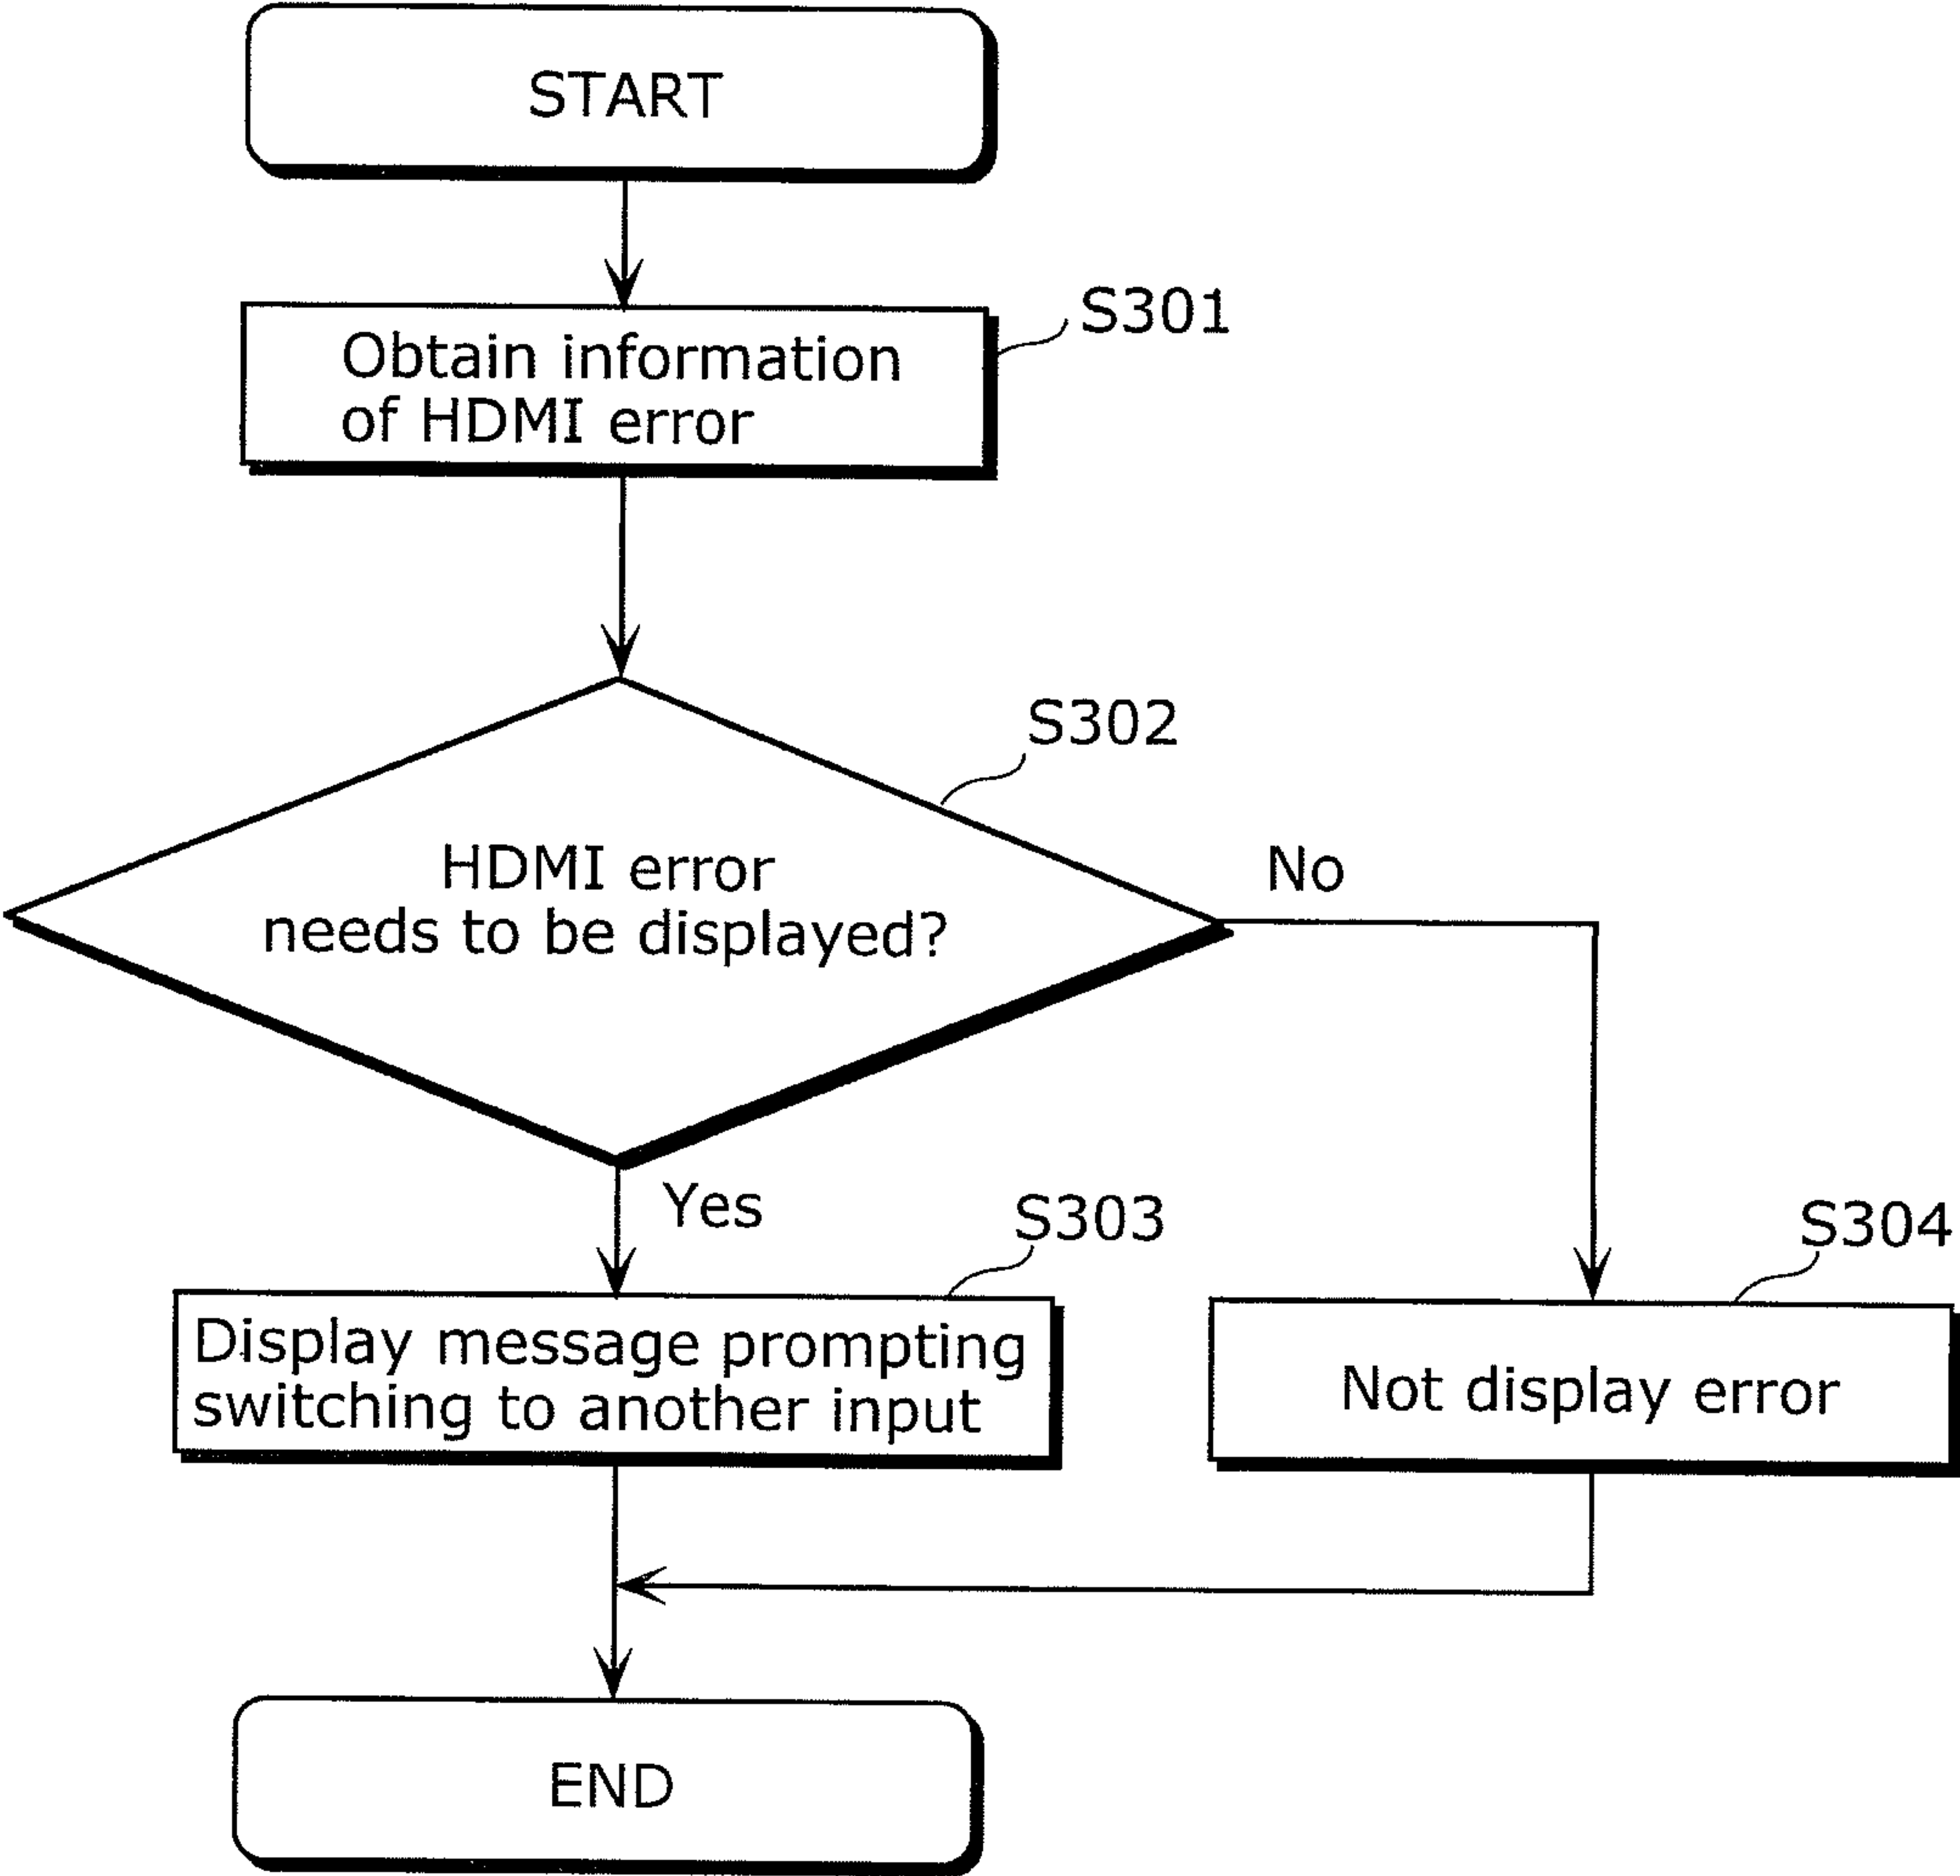 START
S301
Obtain information
of HDMI error
S302
HDMI error
needs to be displayed?
No
Yes
S303
S304
Display message prompting
switching to another input
Not display error
END